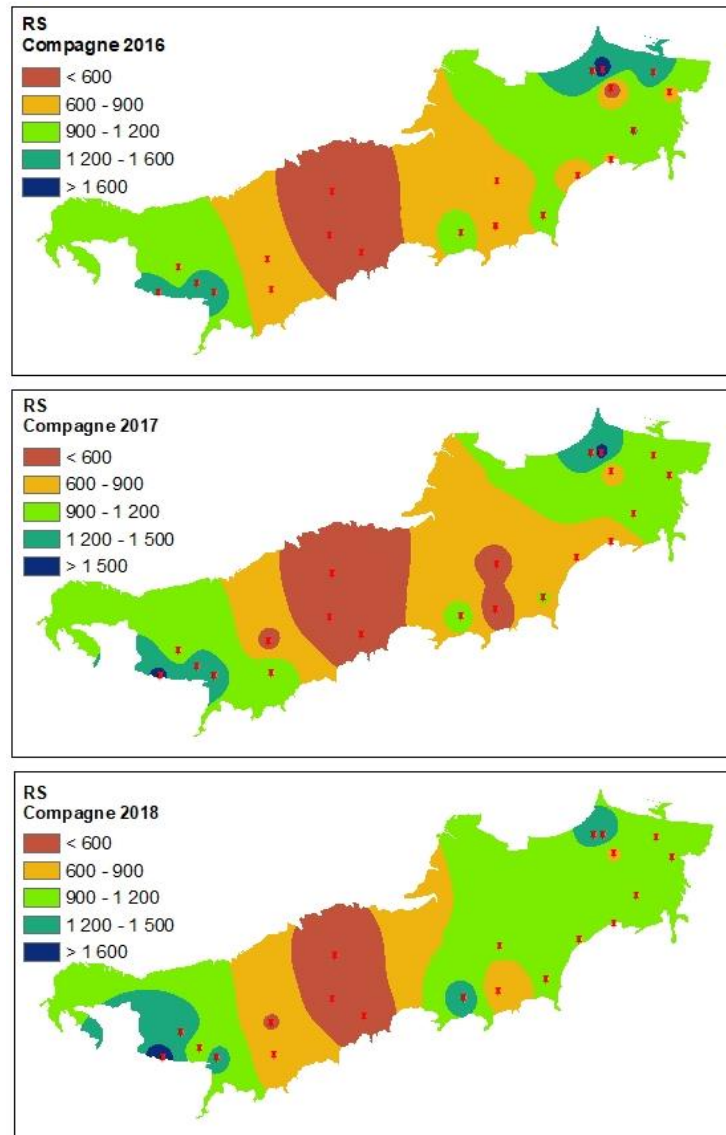 RS
Compagne 2016
< 600
600 - 900
900 - 1 200
1 200 - 1 600
> 1 600
RS
Compagne 2017
< 600
600 - 900
900 - 1 200
1 200 - 1 500
> 1 500
RS
Compagne 2018
< 600
600 - 900
900 - 1 200
1 200 - 1 500
> 1 600